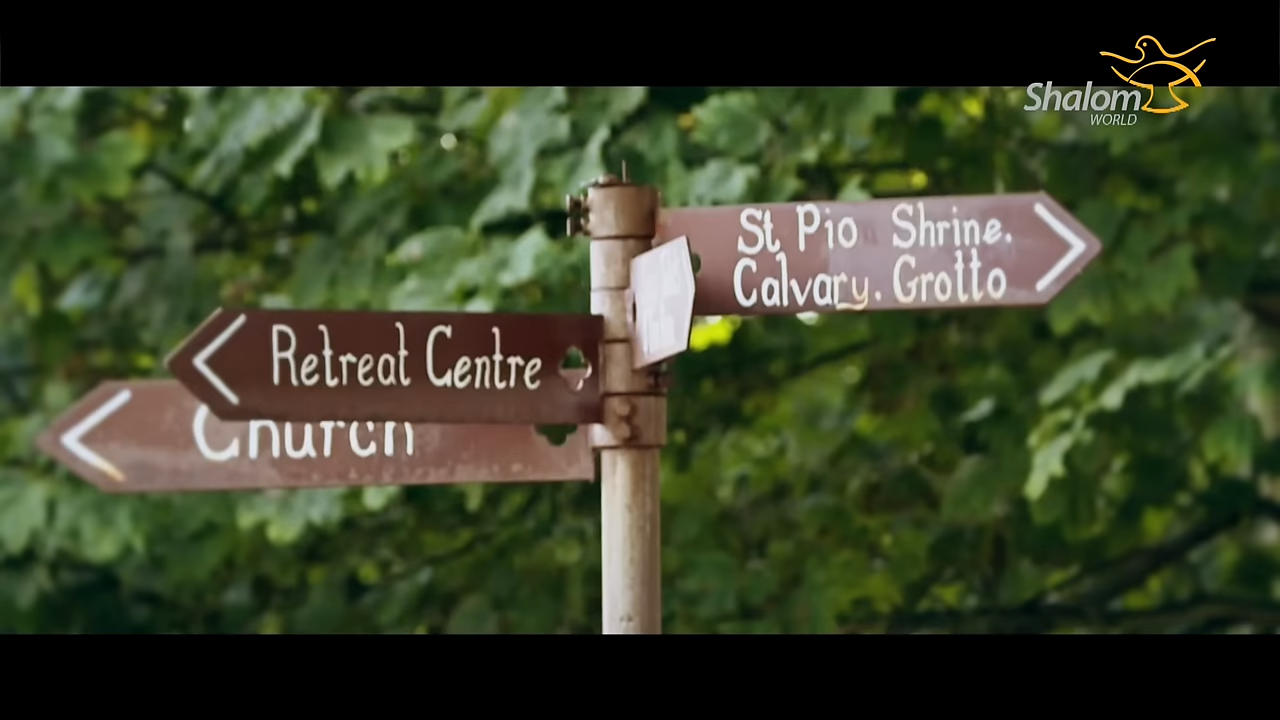 Shalom
WORLD
St Pio Shrine.
Calvary. Grotto
Retreat Centre
Church